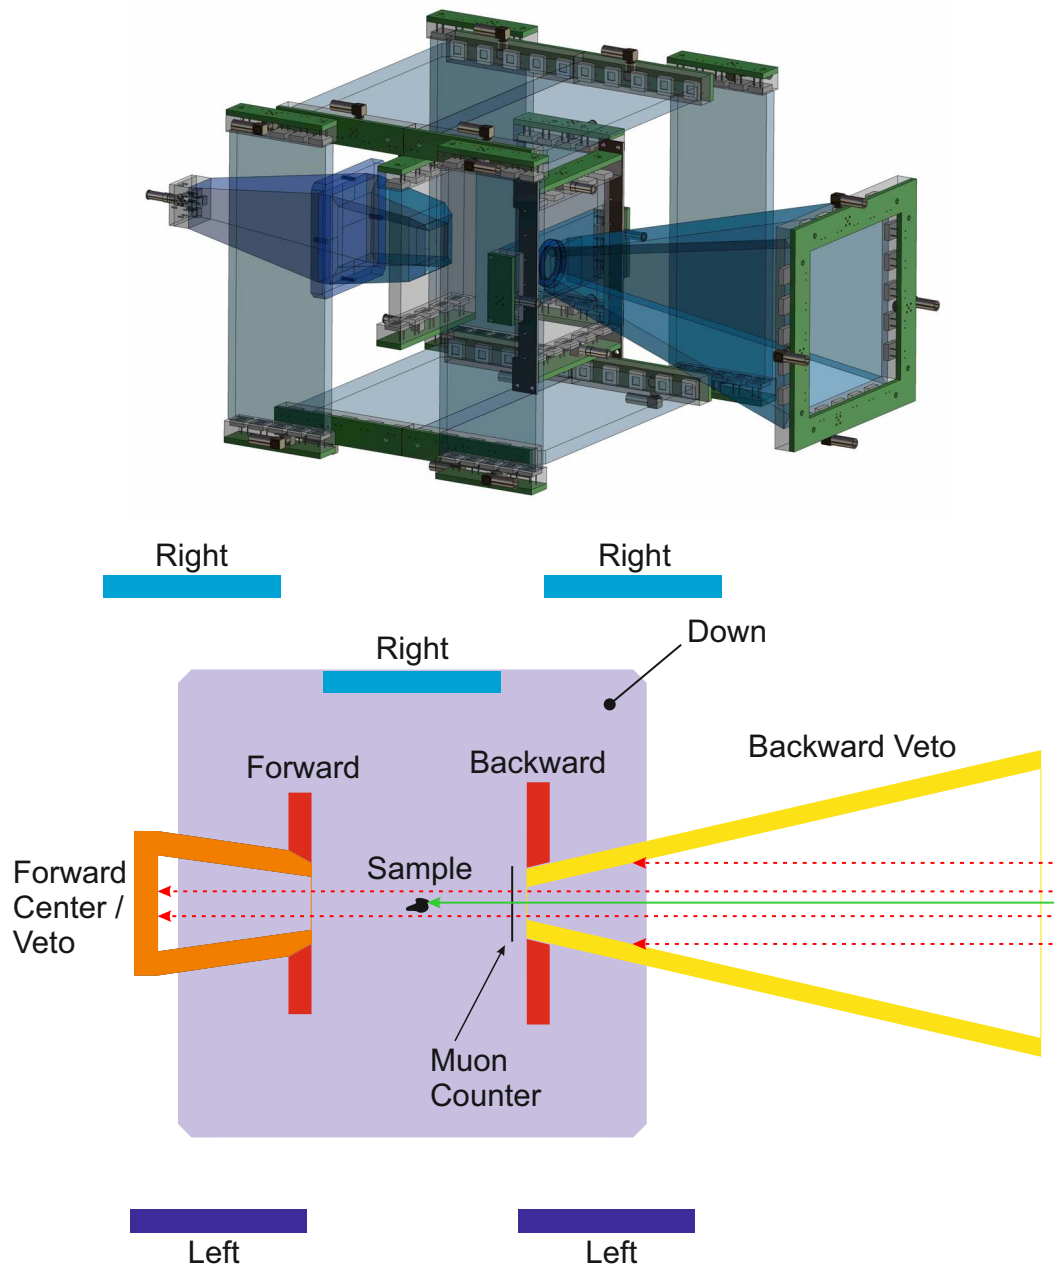 Right
Right
Right
Down
Forward
Backward
Backward Veto
Sample
Forward
Center /
Veto
Muon
Counter
Left
Left